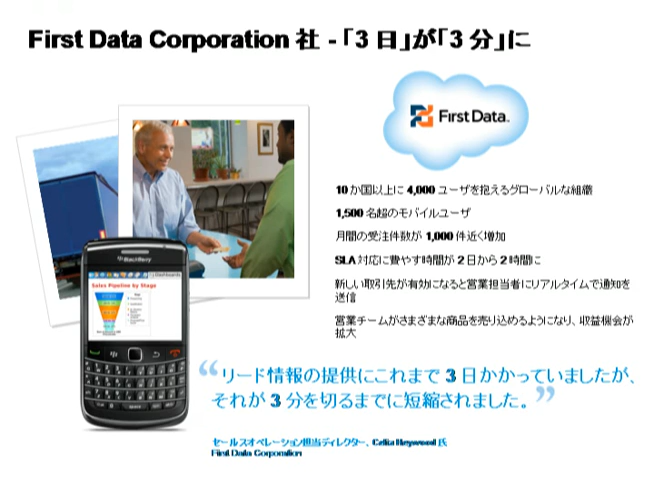 First Data Corporation 社 - 「3 日」が「3 分」に
First Data.
10 か国以上に 4,000 ユーザを抱えるグローバルな組織
1,500 名超のモバイルユーザ
月間の受注件数が 1,000 件近く増加
SLA 対応に費やす時間が 2 日から 2 時間に
新しい取引先が有効になると営業担当者にリアルタイムで通知を
送信
営業チームがさまざまな商品を売り込めるようになり、収益機会が
拡大
BlackBerry
Sales Pipeline by Stage
“リード情報の提供にこれまで 3 日かかっていましたが、
それが 3 分を切るまでに短縮されました。”
セールスオペレーション担当ディレクター、Celia Heywood 氏
First Data Corporation